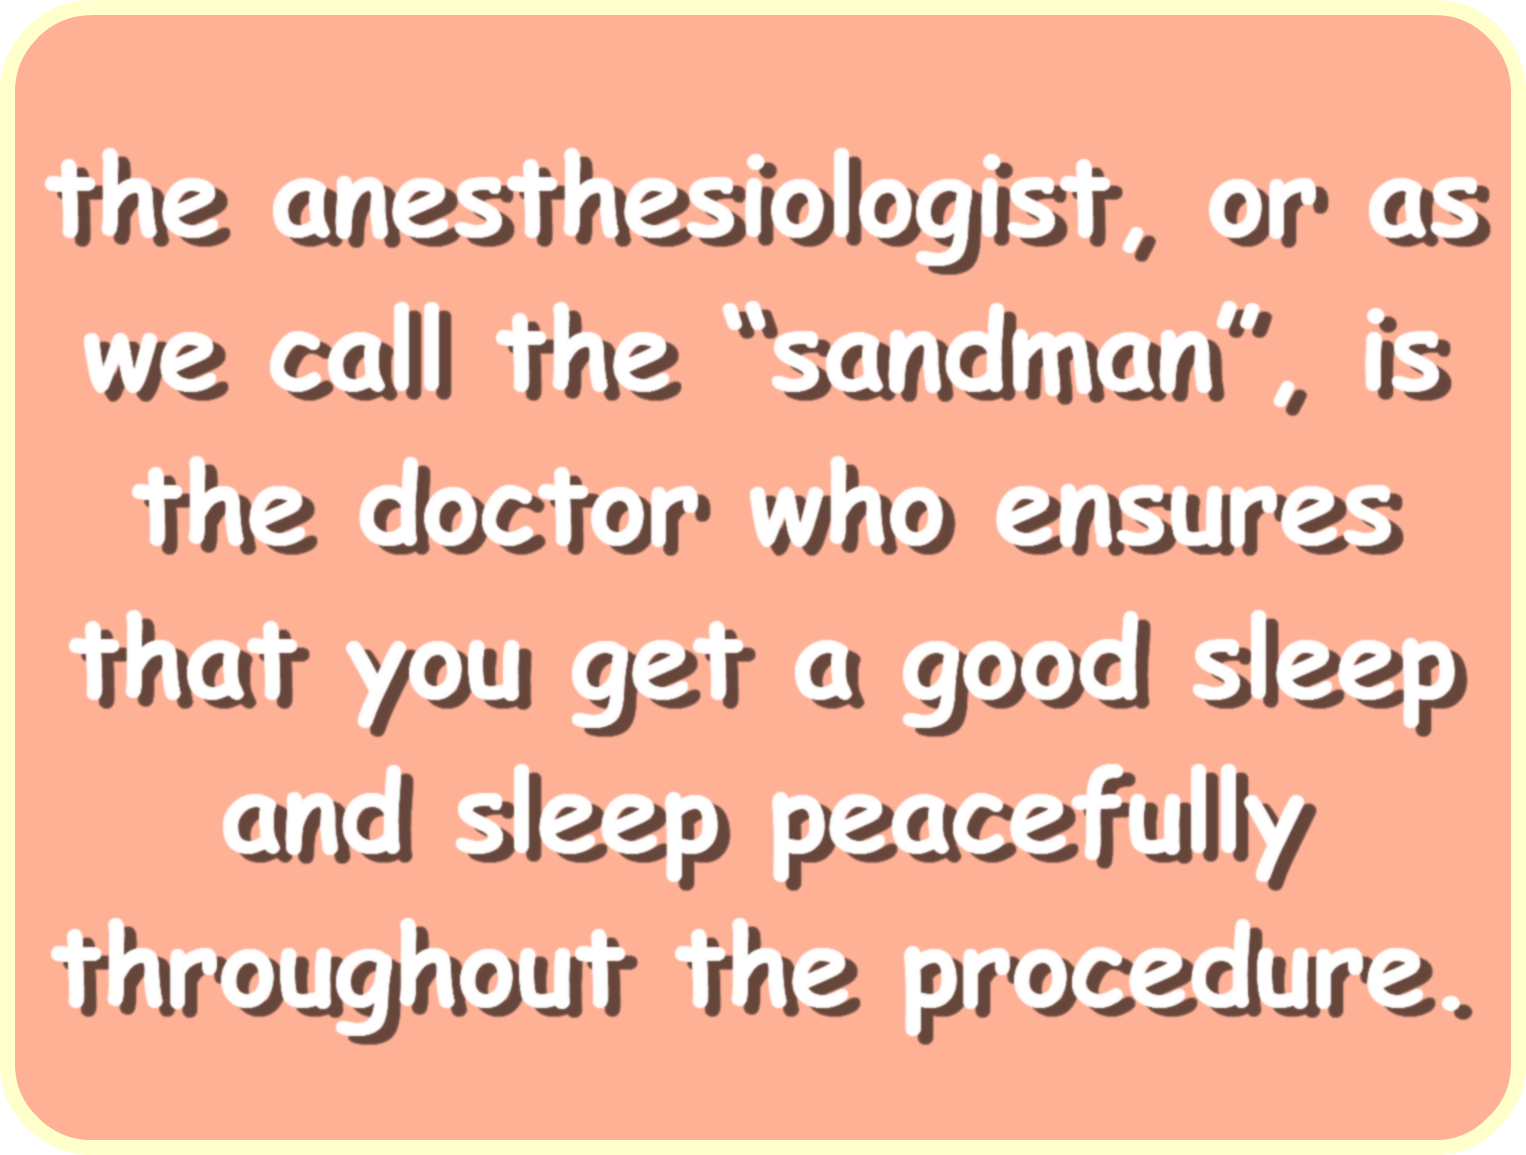 the anesthesiologist, or as
we call the “sandman”, is
the doctor who ensures
that you get a good sleep
and sleep peacefully
throughout the procedure.